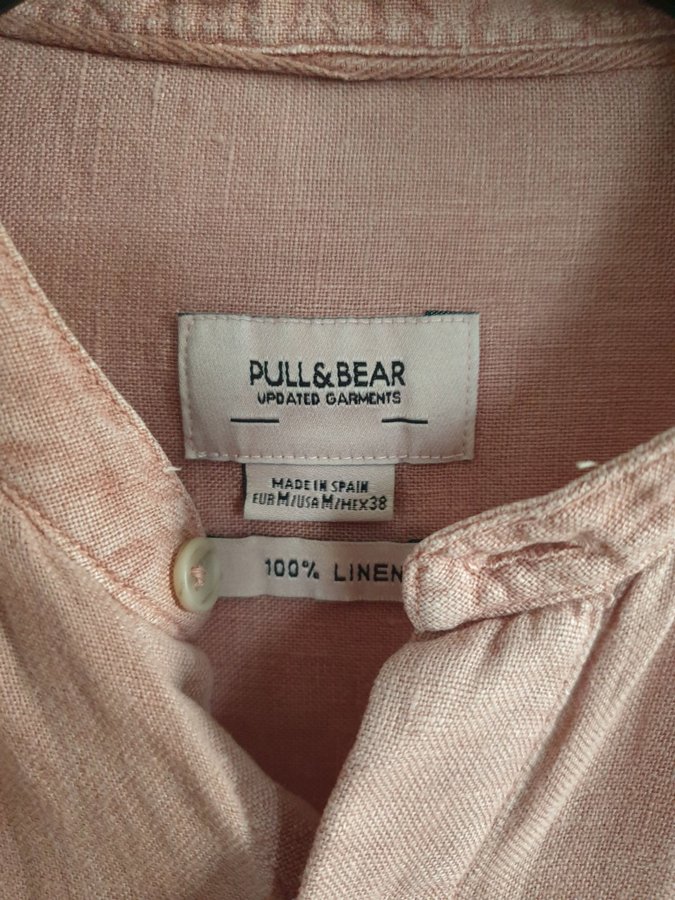 PULL&BEAR
UPDATED GARMENTS
MADE IN SPAIN
EUR M/USA M/MEX 38
100% LINEN